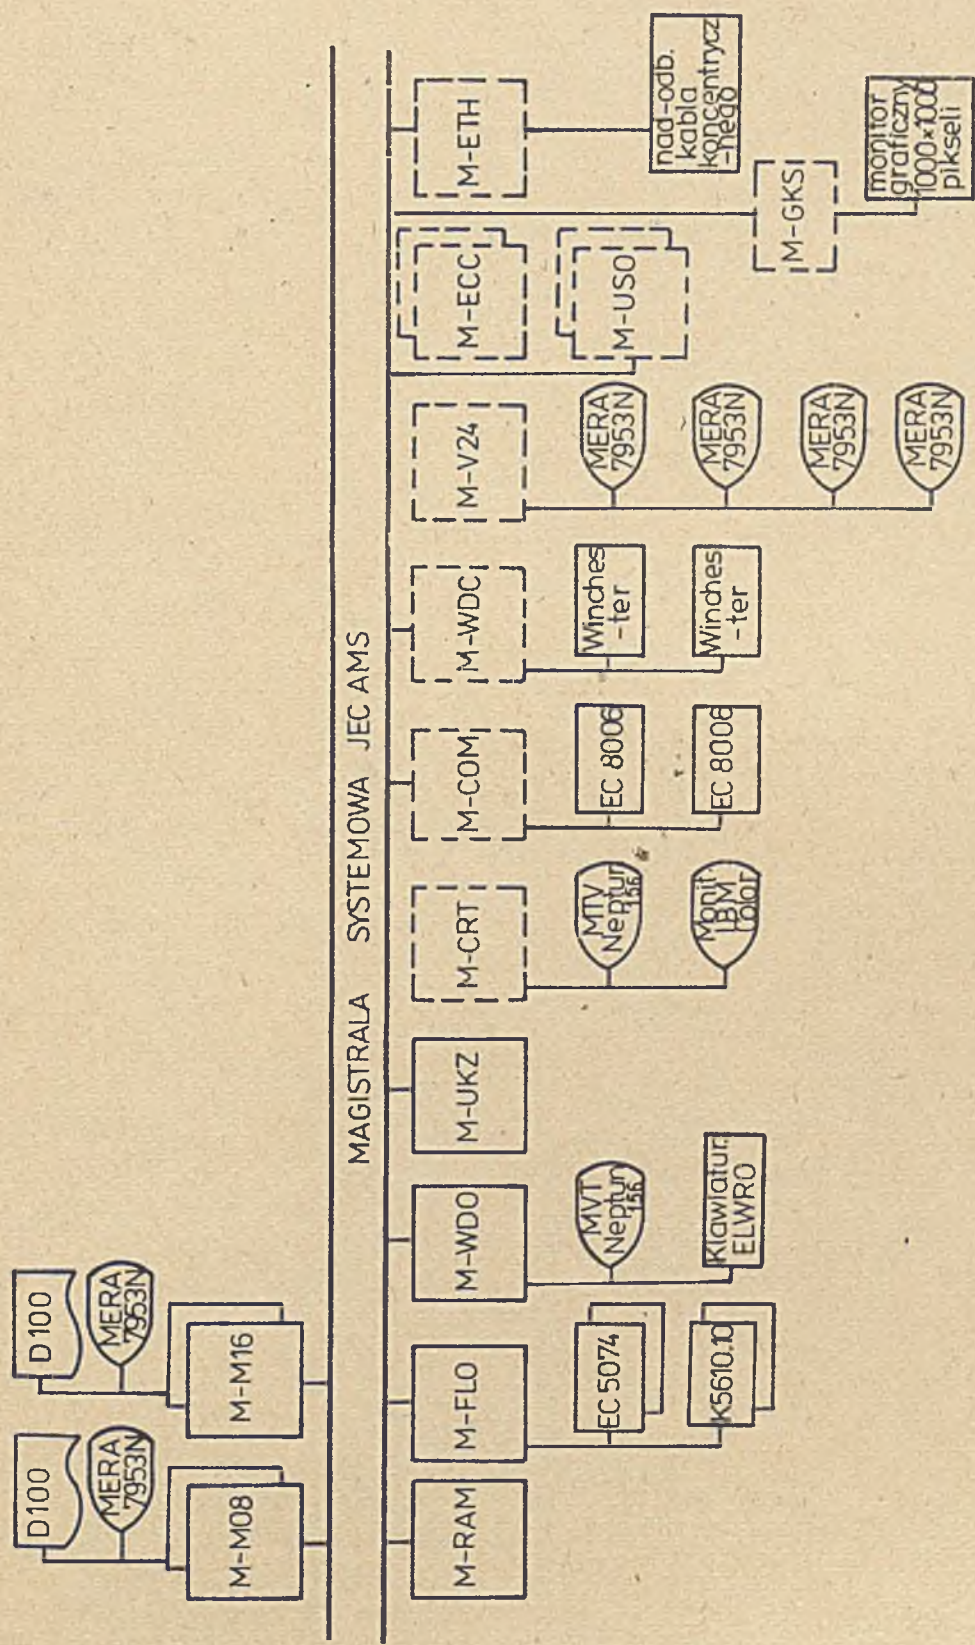 D100
MERA
7953N
M-M08
D100
MERA
7953N
M-M16
MAGISTRALA SYSTEMOWA JEC AMS
M-RAM
M-FLO
EC 5074
K5610.10
M-WDO
MVT
Neptun
156
Klawiatur.
ELWRO
M-UKZ
M-CRT
MTV
Neptun
156
Monit.
IBM
color
M-COM
EC 8006
EC 8006
M-WDC
Winches
-ter
Winches
-ter
M-V24
MERA
7953N
MERA
7953N
MERA
7953N
MERA
7953N
M-ECC
M-USO
M-ETH
nad-odb.
kabla
koncentrycz
-nego
M-GKSI
monitor
graficzny
1000x1000
pikseli